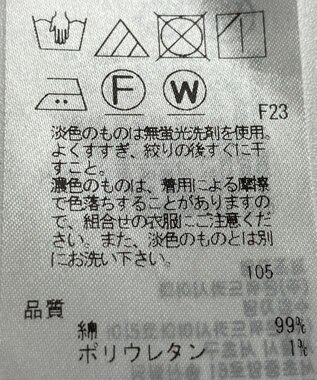 F W
F23
淡色のものは無蛍光洗剤を使用。
よくすすぎ、絞りの後すぐに干
すこと。
濃色のものは、着用による摩擦
で色落ちすることがありますの
で、組合せの衣服にご注意くだ
さい。また、淡色のものとは別
にお洗い下さい。
105
品質
綿 99%
ポリウレタン 1%